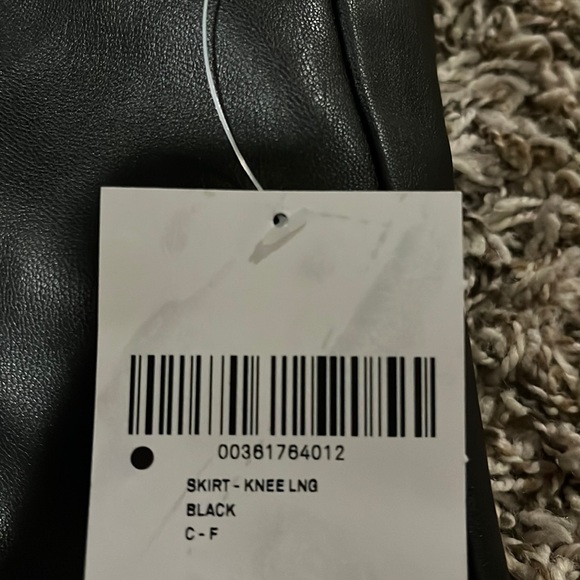 00361764012
SKIRT - KNEE LNG
BLACK
C - F